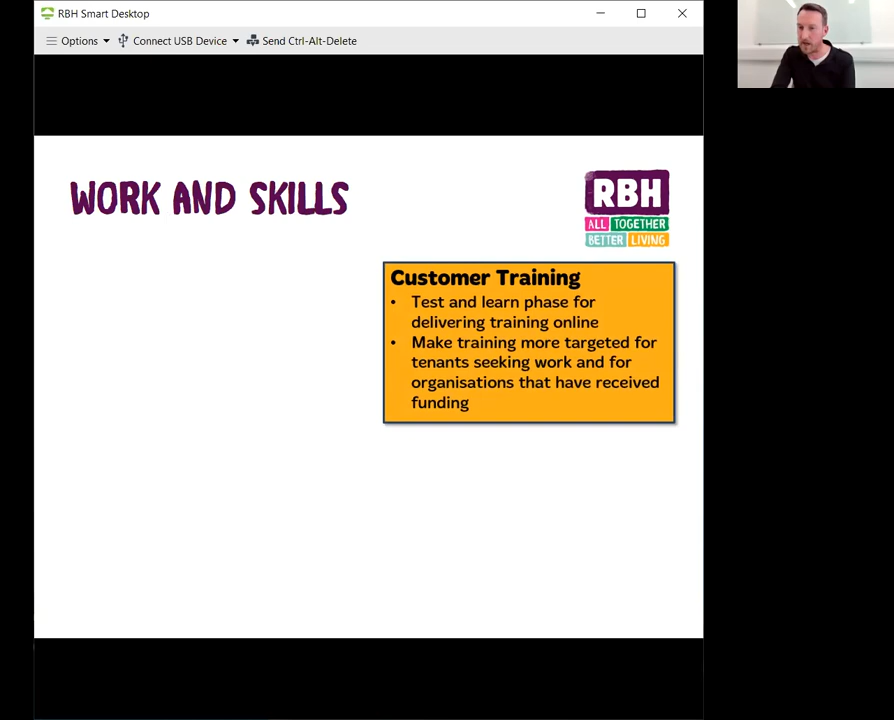 RBH Smart Desktop
Options Connect USB Device Send Ctrl-Alt-Delete
WORK AND SKILLS
RBH
ALL TOGETHER
BETTER LIVING
Customer Training
• Test and learn phase for
delivering training online
• Make training more targeted for
tenants seeking work and for
organisations that have received
funding